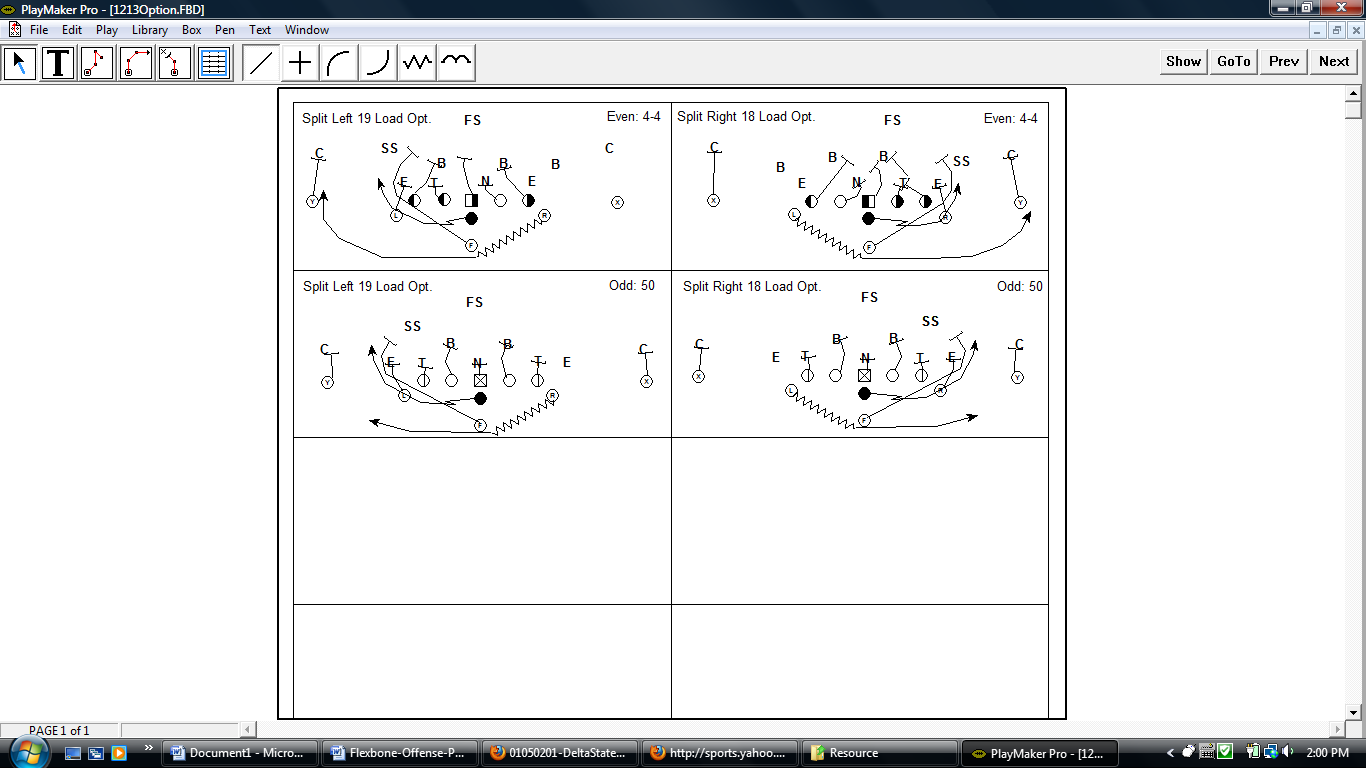 PlayMaker Pro - [1213Option.FBD]
File Edit Play Library Box Pen Text Window
T
Show GoTo Prev Next
Split Left 19 Load Opt. FS Even: 4-4
C SS B B B C
E T N E
Y L F R X
Split Right 18 Load Opt. FS Even: 4-4
C B B B SS C
E N T E
X L F R Y
Split Left 19 Load Opt. FS Odd: 50
SS
C B B C
E T N T E
Y L F R X
Split Right 18 Load Opt. FS Odd: 50
SS
C B B C
E T N T E
X L F R Y
PAGE 1 of 1
Document1 - Micro... Flexbone-Offense-P... 01050201-DeltaState... http://sports.yahoo.... Resource PlayMaker Pro - [12... 2:00 PM